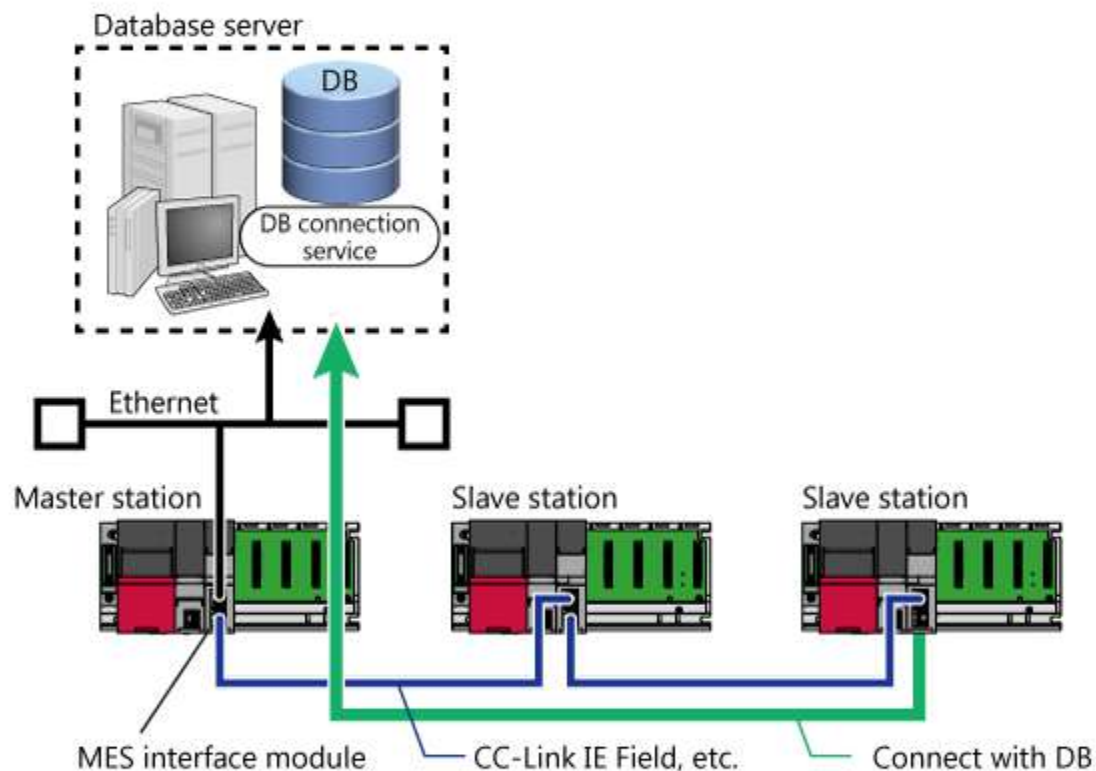 Database server
DB
DB connection
service
Ethernet
Master station
Slave station
Slave station
MES interface module
CC-Link IE Field, etc.
Connect with DB